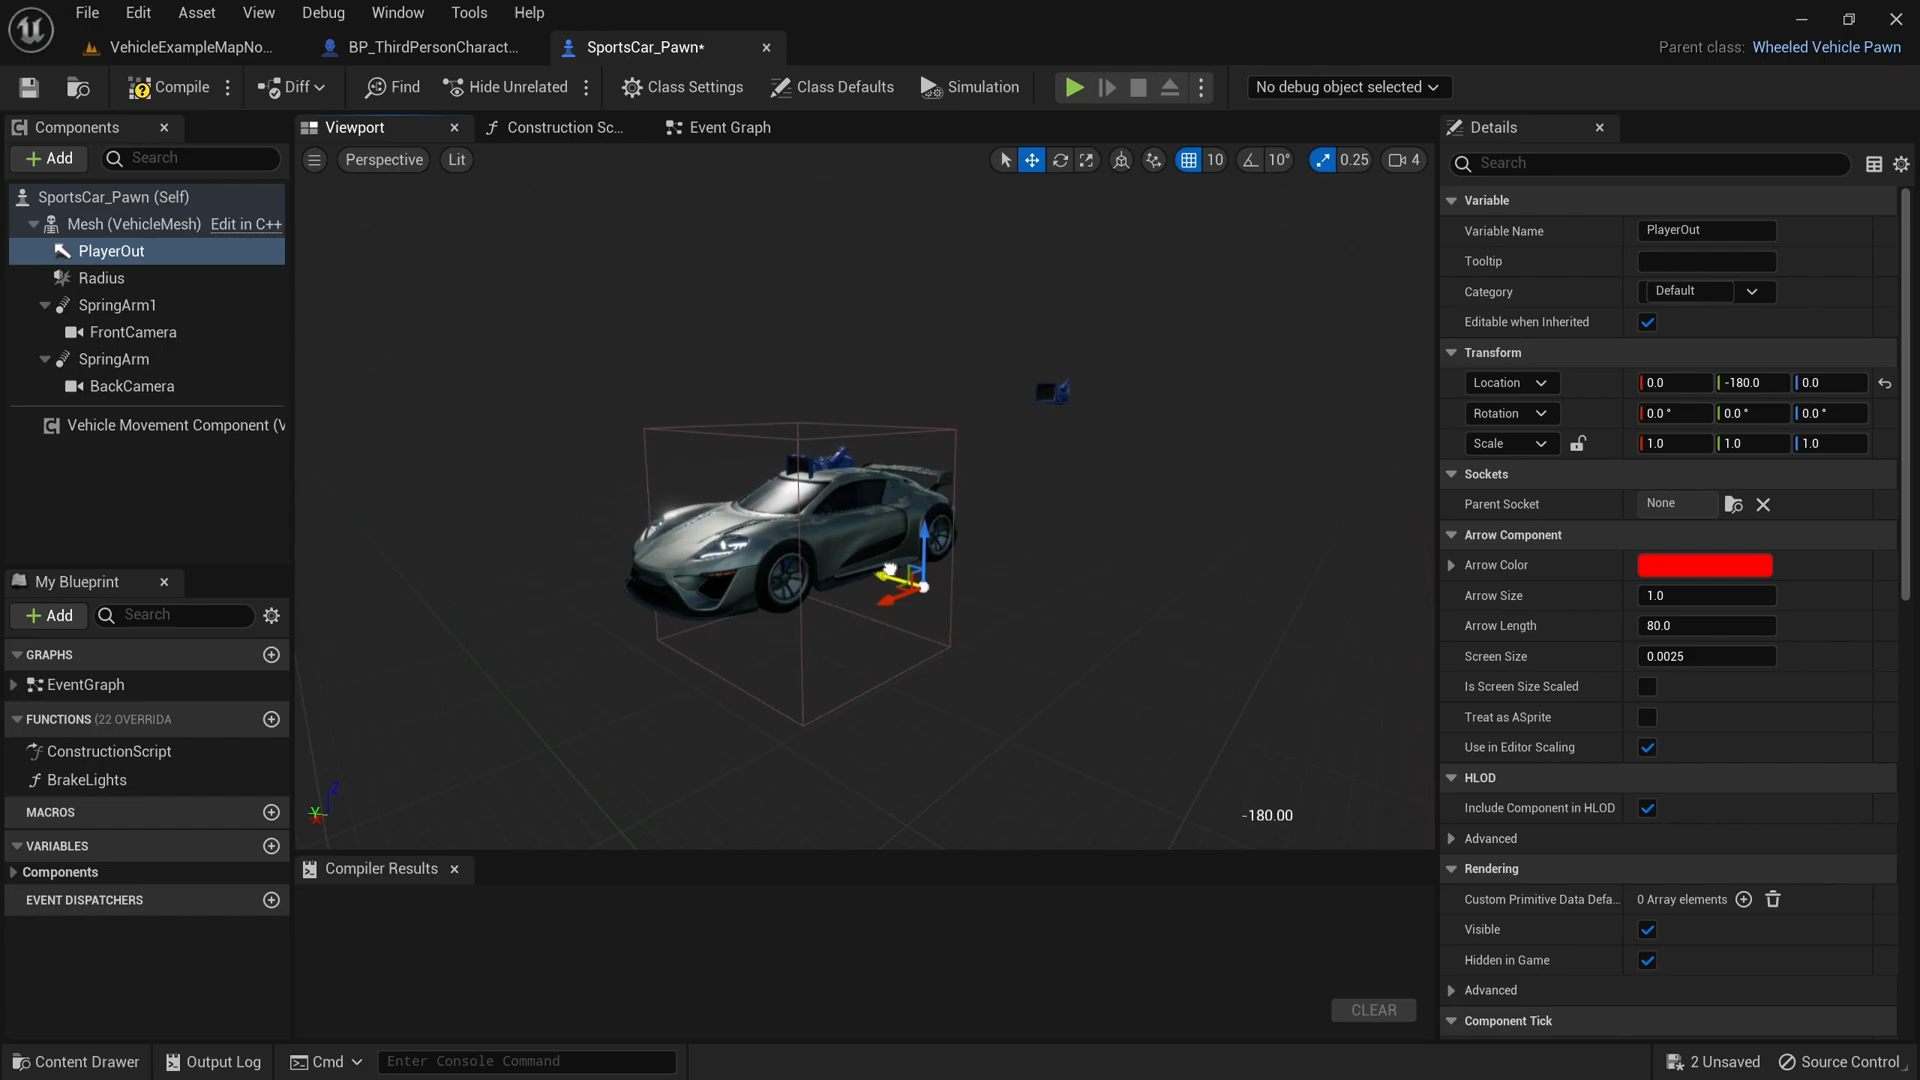 File Edit Asset View Debug Window Tools Help
VehicleExampleMapNo... BP_ThirdPersonCharact... SportsCar_Pawn* Parent class: Wheeled Vehicle Pawn
Compile Diff Find Hide Unrelated Class Settings Class Defaults Simulation No debug object selected
Components Viewport Construction Sc... Event Graph Details
Add Search Perspective Lit 10 10° 0.25 4 Search
SportsCar_Pawn (Self)
Mesh (VehicleMesh) Edit in C++
PlayerOut
Radius
SpringArm1
FrontCamera
SpringArm
BackCamera
Vehicle Movement Component (V
My Blueprint
Add Search
GRAPHS
EventGraph
FUNCTIONS (22 OVERRIDA
ConstructionScript
BrakeLights
MACROS
VARIABLES
Components
EVENT DISPATCHERS
Z
Y
X
-180.00
Compiler Results
CLEAR
Variable
Variable Name PlayerOut
Tooltip
Category Default
Editable when Inherited
Transform
Location 0.0 -180.0 0.0
Rotation 0.0 ° 0.0 ° 0.0 °
Scale 1.0 1.0 1.0
Sockets
Parent Socket None
Arrow Component
Arrow Color
Arrow Size 1.0
Arrow Length 80.0
Screen Size 0.0025
Is Screen Size Scaled
Treat as ASprite
Use in Editor Scaling
HLOD
Include Component in HLOD
Advanced
Rendering
Custom Primitive Data Defa... 0 Array elements
Visible
Hidden in Game
Advanced
Component Tick
Content Drawer Output Log Cmd Enter Console Command 2 Unsaved Source Control